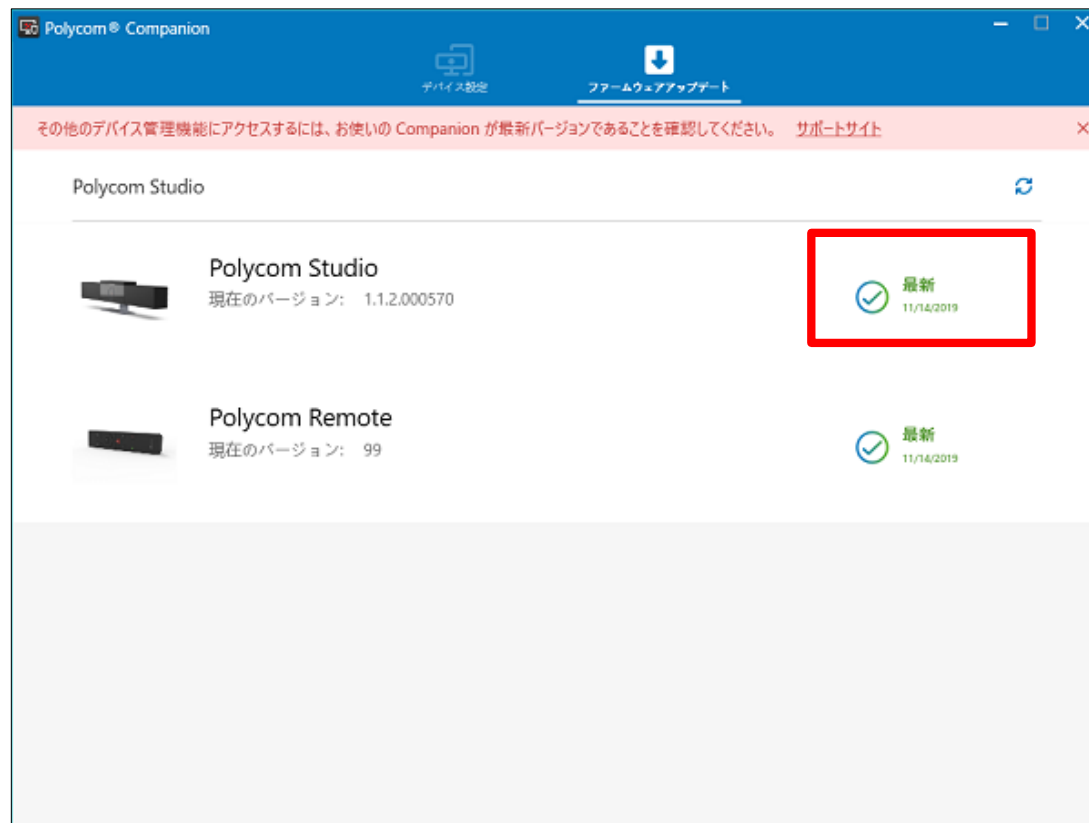 Polycom® Companion
デバイス設定
ファームウェアアップデート
その他のデバイス管理機能にアクセスするには、お使いの Companion が最新バージョンであることを確認してください。 サポートサイト
Polycom Studio
Polycom Studio
現在のバージョン: 1.1.2.000570
最新
11/14/2019
Polycom Remote
現在のバージョン: 99
最新
11/14/2019